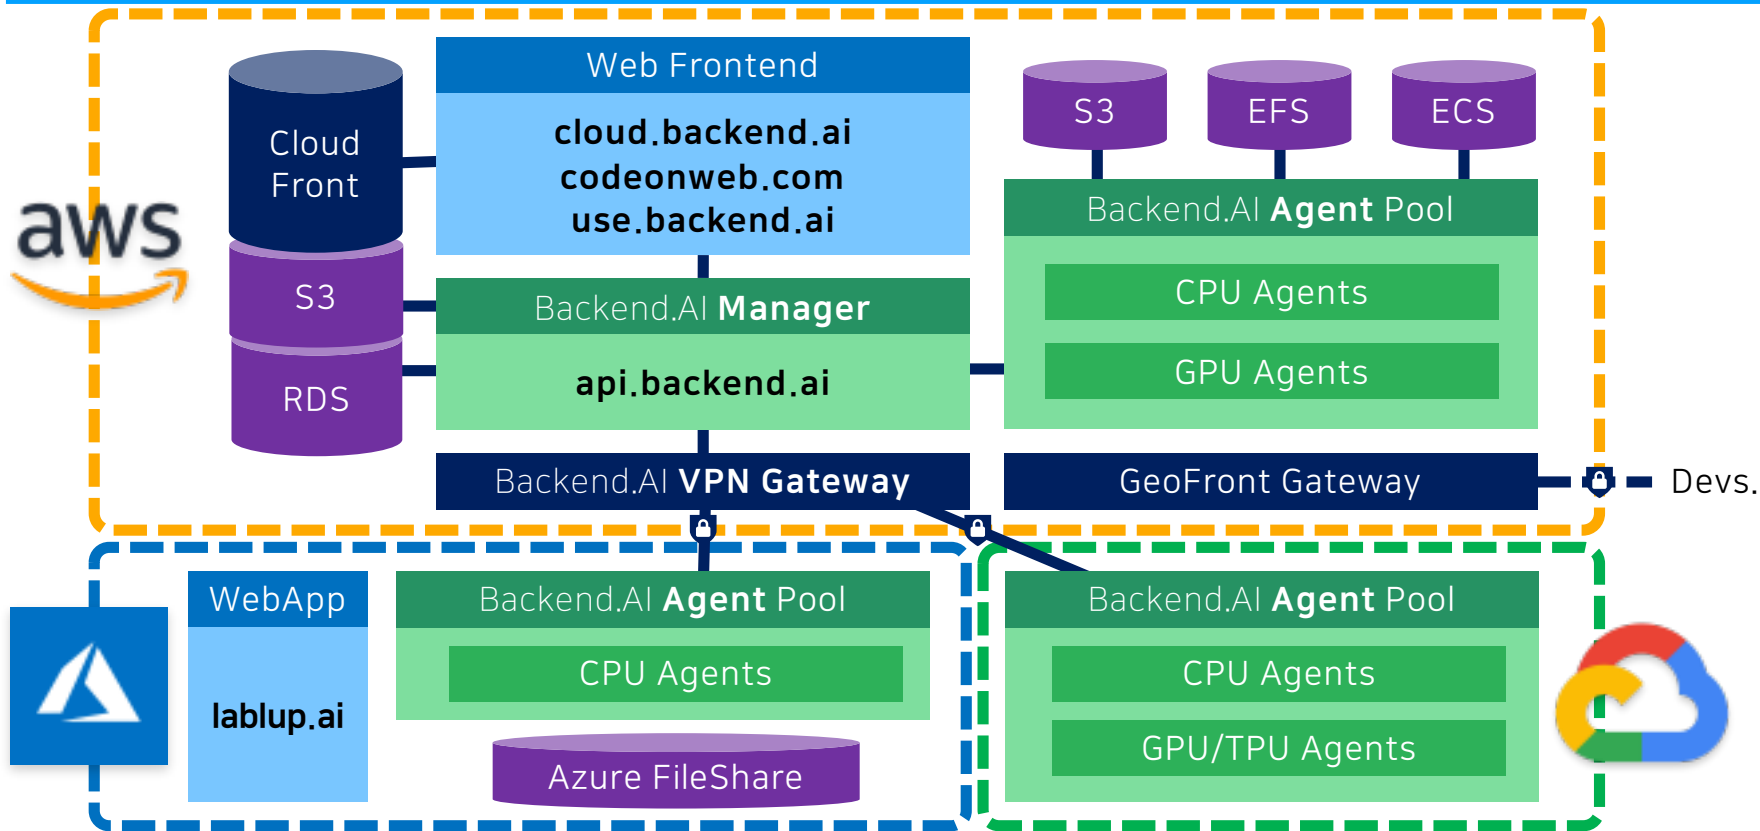 Web Frontend
cloud.backend.ai
codeonweb.com
use.backend.ai
Cloud
Front
S3
RDS
aws
Backend.AI Manager
api.backend.ai
S3
EFS
ECS
Backend.AI Agent Pool
CPU Agents
GPU Agents
Backend.AI VPN Gateway
GeoFront Gateway
Devs.
WebApp
lablup.ai
Backend.AI Agent Pool
CPU Agents
Azure FileShare
Backend.AI Agent Pool
CPU Agents
GPU/TPU Agents